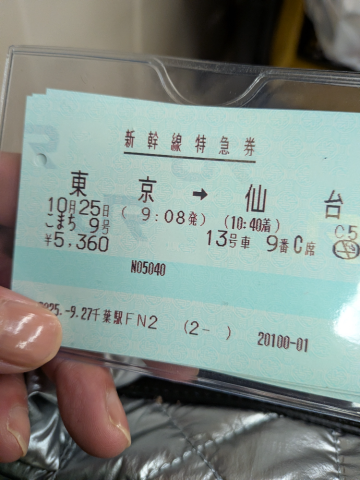 新幹線特急券
東京 → 仙台
10月25日 ( 9:08発) (10:40着) C5
こまち 9号 13号車 9番C席
¥5,360
N05040
2025.-9.27千葉駅FN2 (2- ) 20100-01